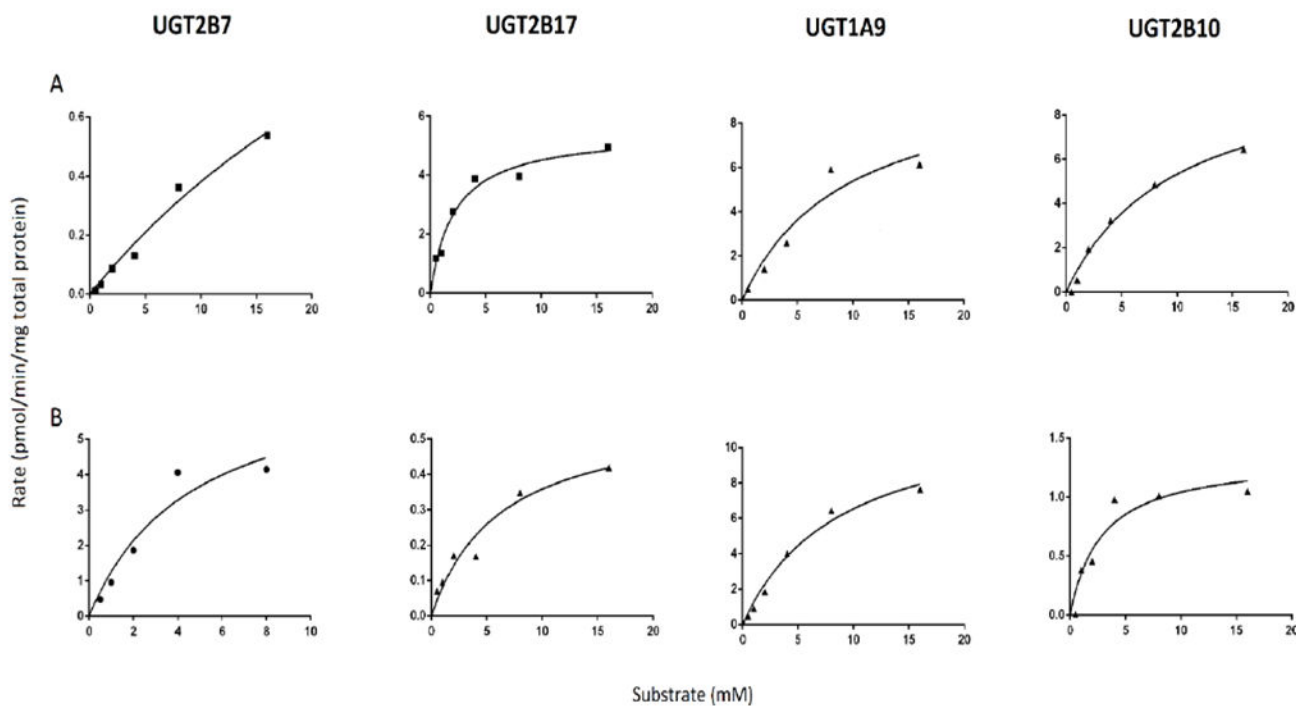 UGT2B7 UGT2B17 UGT1A9 UGT2B10
A
0.6 0.4 0.2 0.0
0 5 10 15 20
6 4 2 0
0 5 10 15 20
8 6 4 2 0
0 5 10 15 20
8 6 4 2 0
0 5 10 15 20
Rate (pmol/min/mg total protein)
B
5 4 3 2 1 0
0 2 4 6 8 10
0.5 0.4 0.3 0.2 0.1 0.0
0 5 10 15 20
10 8 6 4 2 0
0 5 10 15 20
1.5 1.0 0.5 0.0
0 5 10 15 20
Substrate (mM)